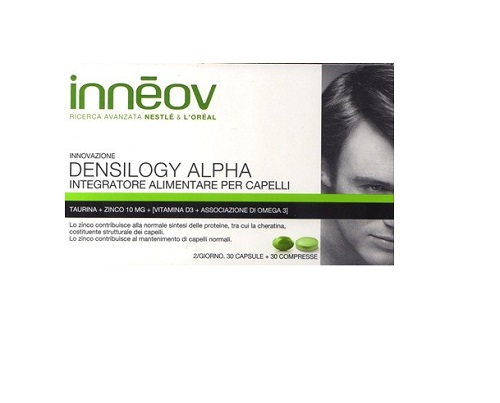 innēov
RICERCA AVANZATA NESTLÉ & L'ORÉAL
INNOVAZIONE
DENSILOGY ALPHA
INTEGRATORE ALIMENTARE PER CAPELLI
TAURINA + ZINCO 10 MG + [VITAMINA D3 + ASSOCIAZIONE DI OMEGA 3]
Lo zinco contribuisce alla normale sintesi delle proteine, tra cui la cheratina,
costituente strutturale dei capelli.
Lo zinco contribuisce al mantenimento di capelli normali.
2/GIORNO. 30 CAPSULE + 30 COMPRESSE